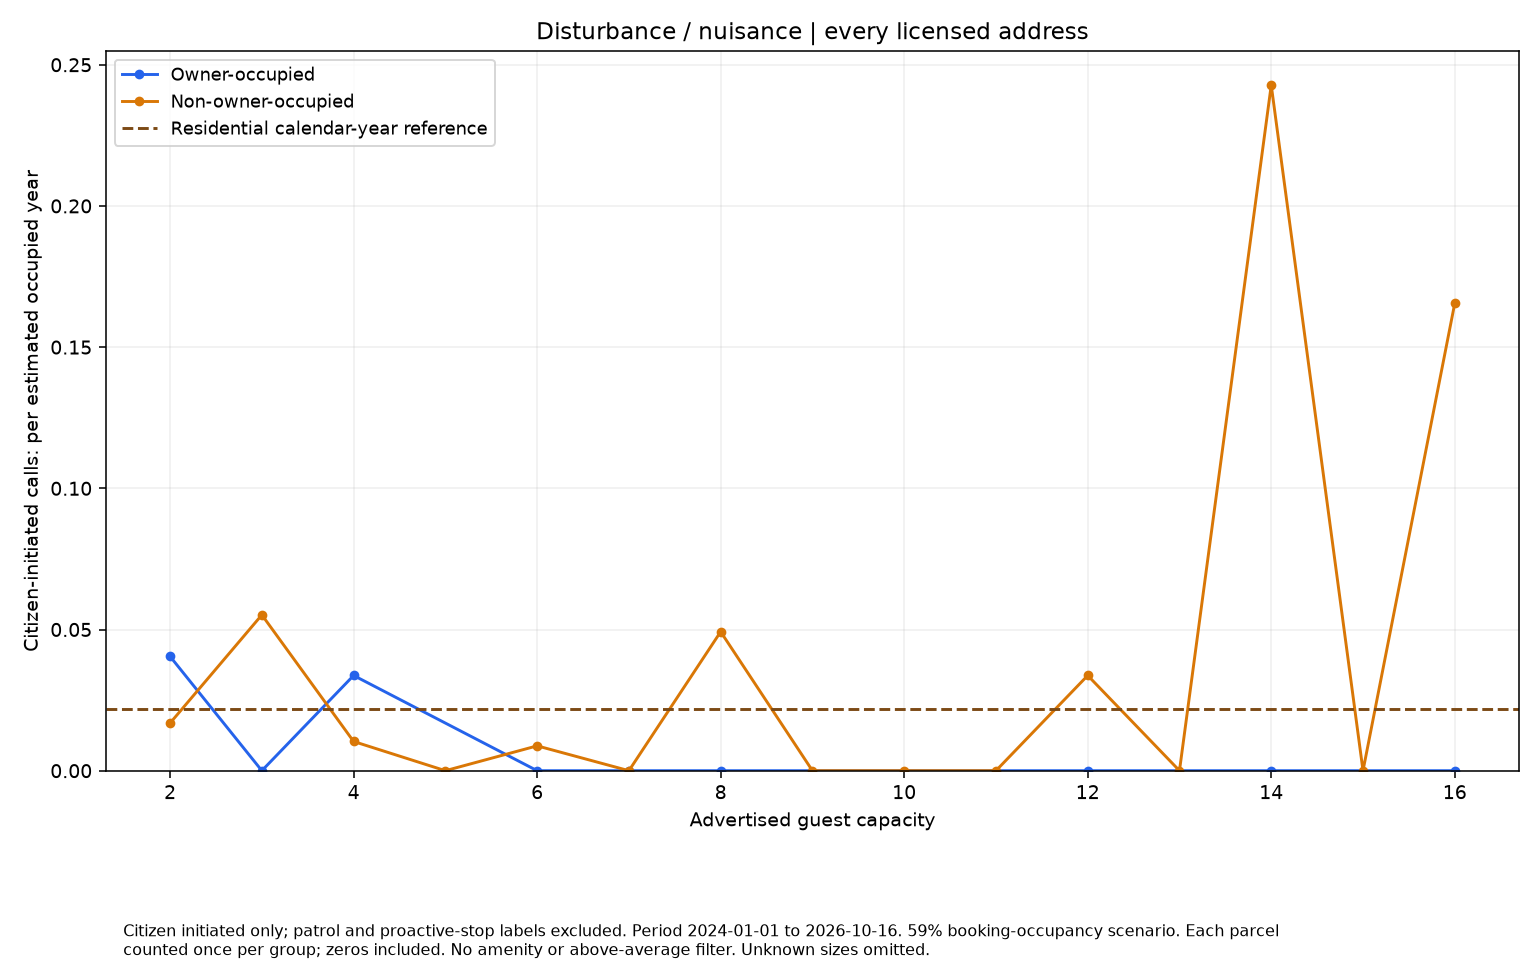 Disturbance / nuisance | every licensed address
Owner-occupied
Non-owner-occupied
Residential calendar-year reference
Citizen-initiated calls: per estimated occupied year
0.25
0.20
0.15
0.10
0.05
0.00
2 4 6 8 10 12 14 16
Advertised guest capacity
Citizen initiated only; patrol and proactive-stop labels excluded. Period 2024-01-01 to 2026-10-16. 59% booking-occupancy scenario. Each parcel
counted once per group; zeros included. No amenity or above-average filter. Unknown sizes omitted.